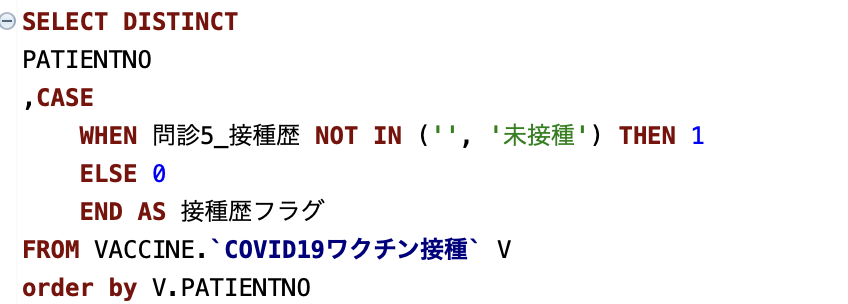 SELECT DISTINCT
PATIENTNO
,CASE
    WHEN 問診5_接種歴 NOT IN ('', '未接種') THEN 1
    ELSE 0
    END AS 接種歴フラグ
FROM VACCINE.`COVID19ワクチン接種` V
order by V.PATIENTNO